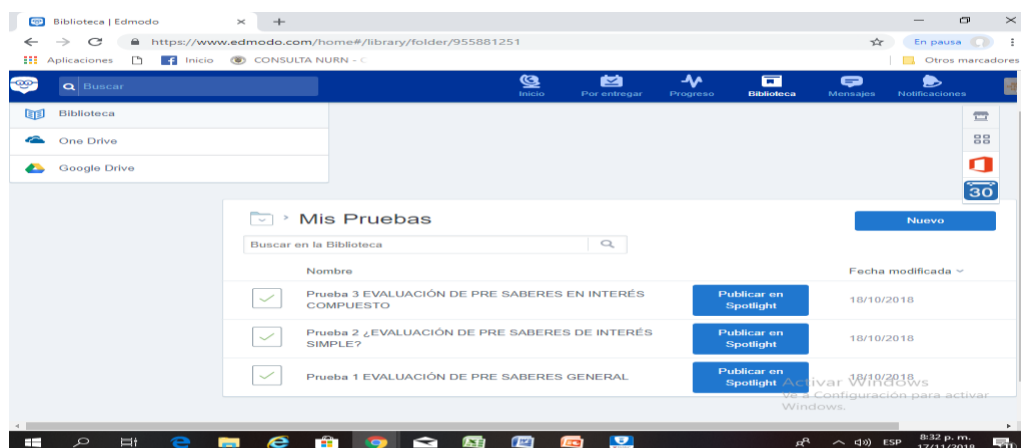 Biblioteca | Edmodo
https://www.edmodo.com/home#/library/folder/955881251
En pausa
Aplicaciones
Inicio
CONSULTA NURN - C
Otros marcadores
Buscar
Inicio
Por entregar
Progreso
Biblioteca
Mensajes
Notificaciones
Biblioteca
One Drive
Google Drive
30
Mis Pruebas
Nuevo
Buscar en la Biblioteca
Nombre
Fecha modificada
Prueba 3 EVALUACIÓN DE PRE SABERES EN INTERÉS
COMPUESTO
Publicar en
Spotlight
18/10/2018
Prueba 2 ¿EVALUACIÓN DE PRE SABERES DE INTERÉS
SIMPLE?
Publicar en
Spotlight
18/10/2018
Prueba 1 EVALUACIÓN DE PRE SABERES GENERAL
Publicar en
Spotlight
18/10/2018
Activar Windows
Ve a Configuración para activar
Windows.
ESP
8:32 p. m.
17/11/2018